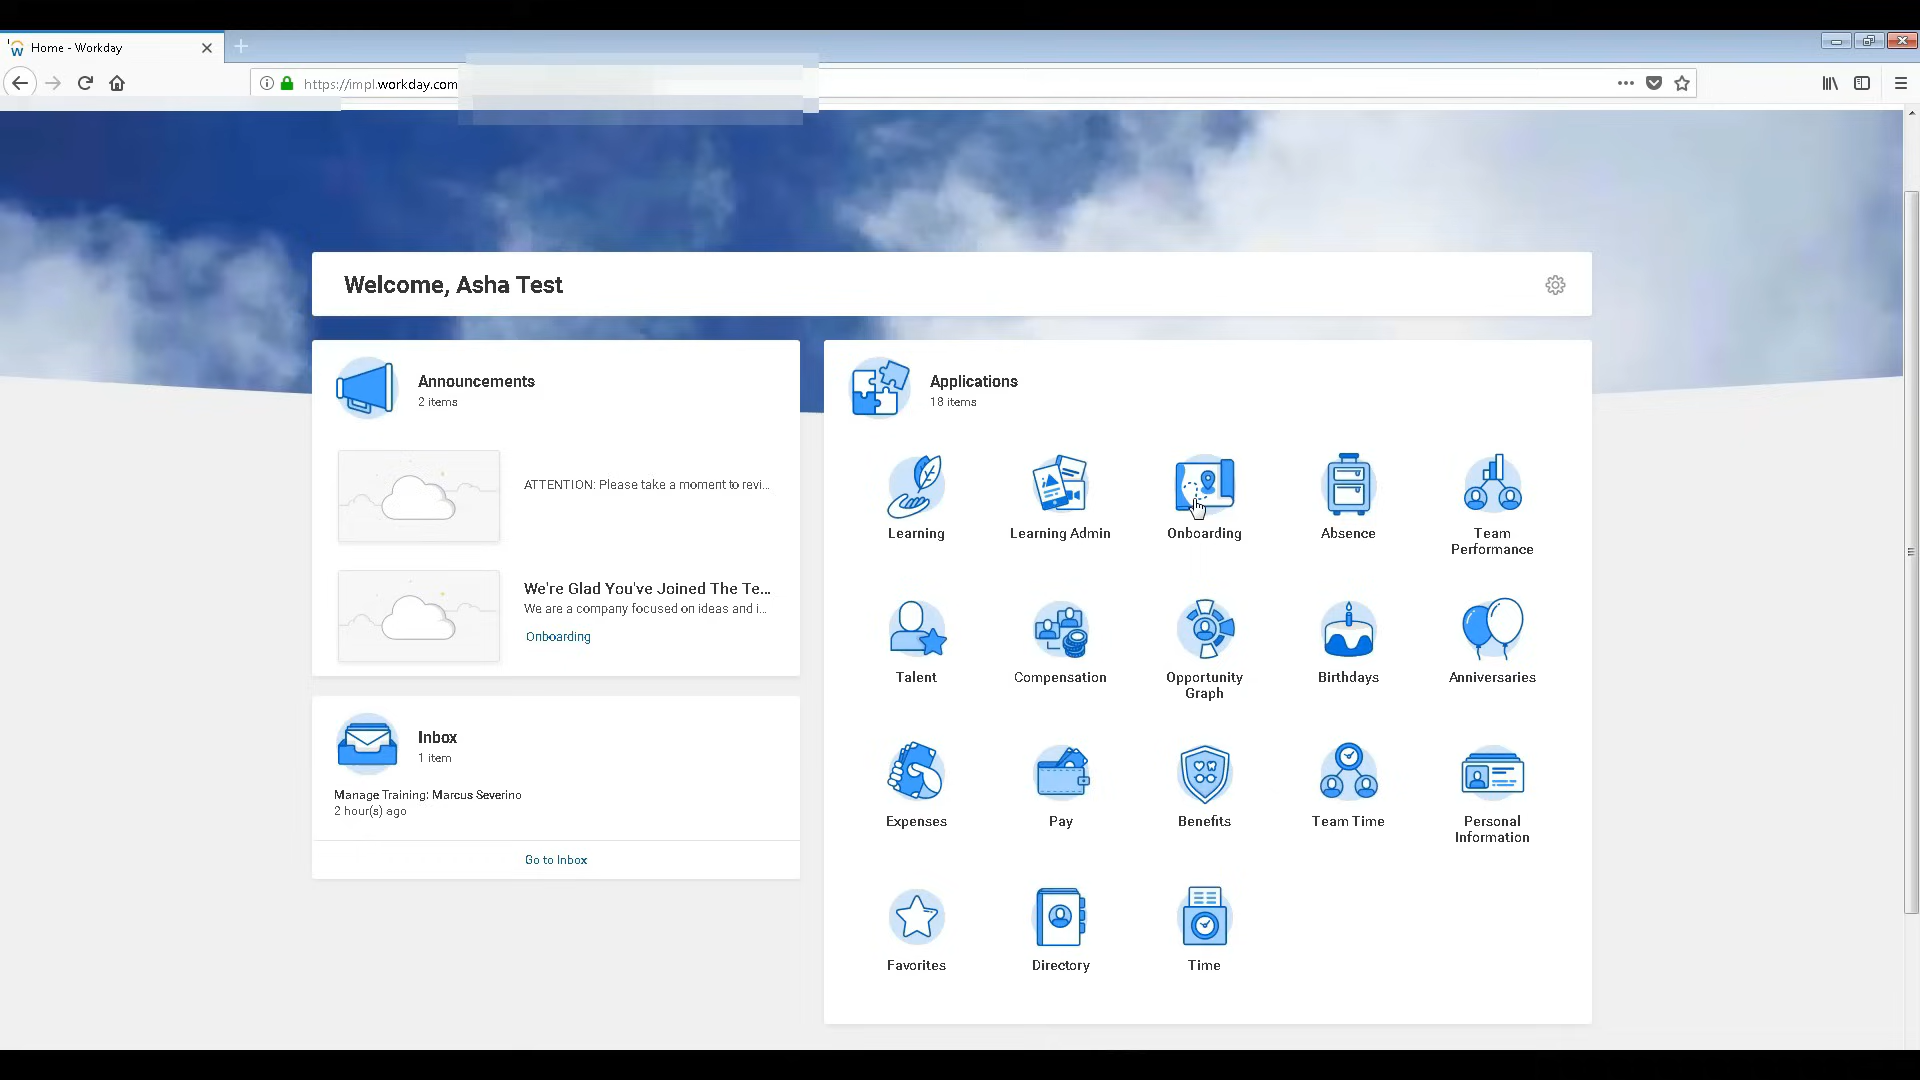 Home - Workday
https://impl.workday.com
Welcome, Asha Test
Announcements
2 items
ATTENTION: Please take a moment to revi...
We're Glad You've Joined The Te...
We are a company focused on ideas and i...
Onboarding
Inbox
1 item
Manage Training: Marcus Severino
2 hour(s) ago
Go to Inbox
Applications
18 items
Learning
Learning Admin
Onboarding
Absence
Team
Performance
Talent
Compensation
Opportunity
Graph
Birthdays
Anniversaries
Expenses
Pay
Benefits
Team Time
Personal
Information
Favorites
Directory
Time